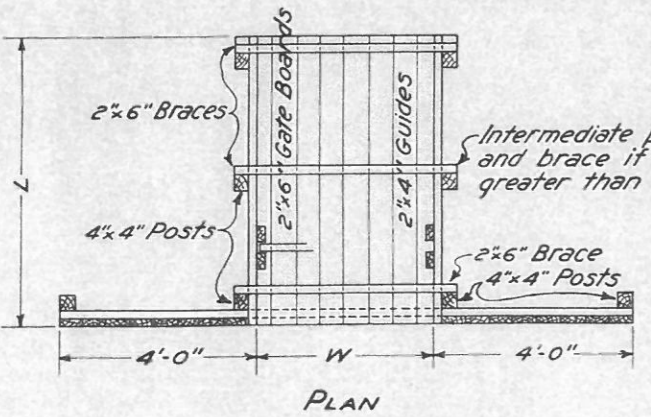 2"x6" Gate Boards
2"x6" Braces
2"x4" Guides
Intermediate
and brace if
greater than
L
4"x4" Posts
2"x6" Brace
4"x4" Posts
4'-0"
W
4'-0"
PLAN